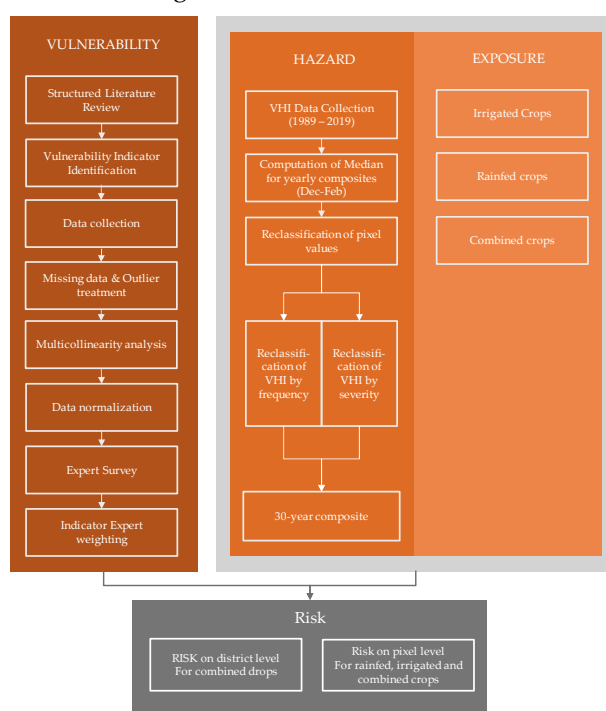 VULNERABILITY
Structured Literature
Review
Vulnerability Indicator
Identification
Data collection
Missing data & Outlier
treatment
Multicollinearity analysis
Data normalization
Expert Survey
Indicator Expert
weighting
HAZARD
VHI Data Collection
(1989 – 2019)
Computation of Median
for yearly composites
(Dec-Feb)
Reclassification of pixel
values
Reclassifi-
cation of
VHI by
frequency
Reclassifi-
cation of
VHI by
severity
30-year composite
EXPOSURE
Irrigated Crops
Rainfed crops
Combined crops
Risk
RISK on district level
For combined drops
Risk on pixel level
For rainfed, irrigated and
combined crops